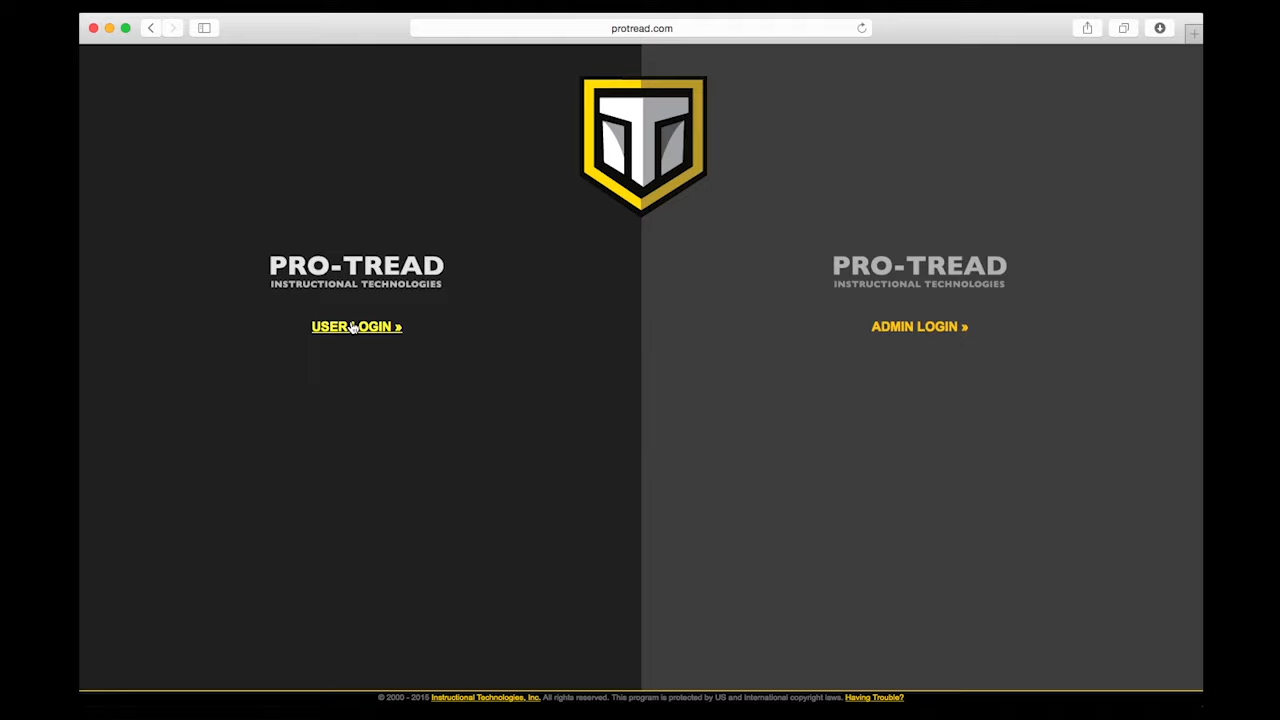 protread.com
PRO-TREAD
INSTRUCTIONAL TECHNOLOGIES
USER LOGIN »
PRO-TREAD
INSTRUCTIONAL TECHNOLOGIES
ADMIN LOGIN »
© 2000 - 2015 Instructional Technologies, Inc. All rights reserved. This program is protected by US and International copyright laws. Having Trouble?